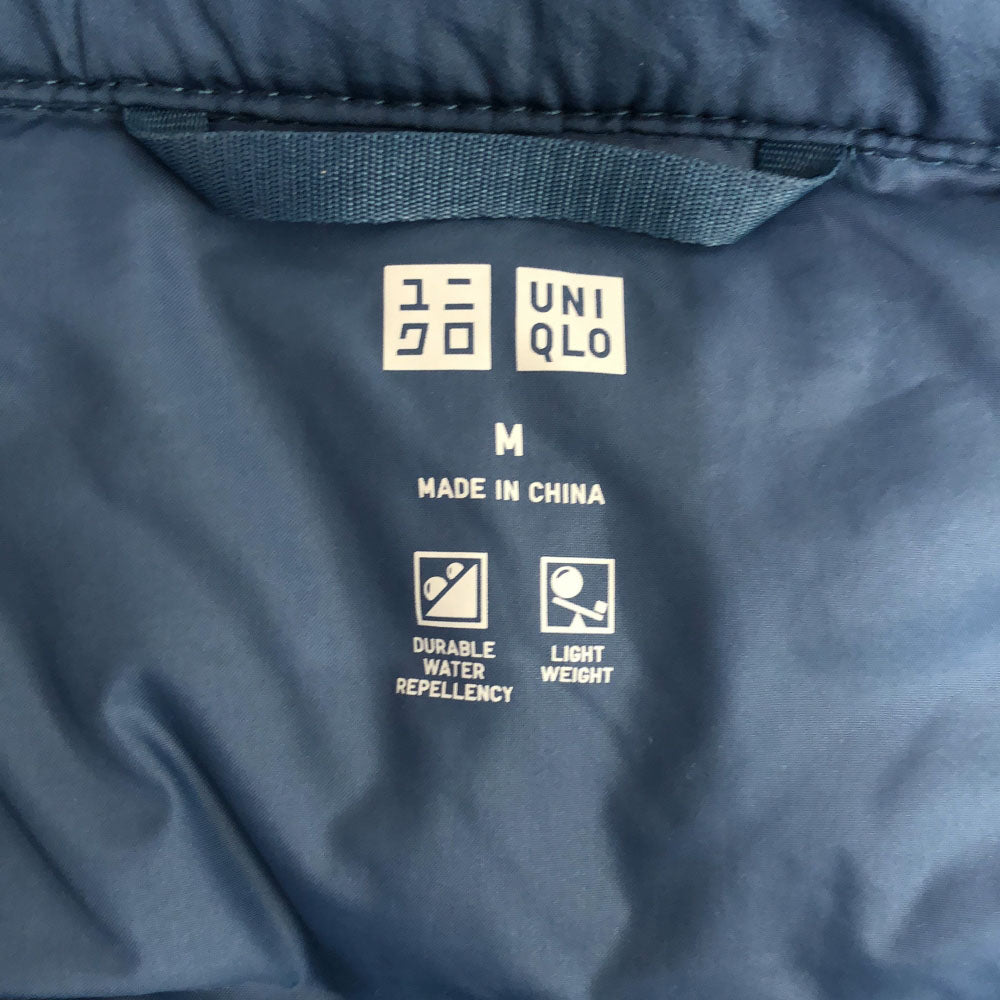 ユニ
クロ
UNI
QLO
M
MADE IN CHINA
DURABLE
WATER
REPELLENCY
LIGHT
WEIGHT